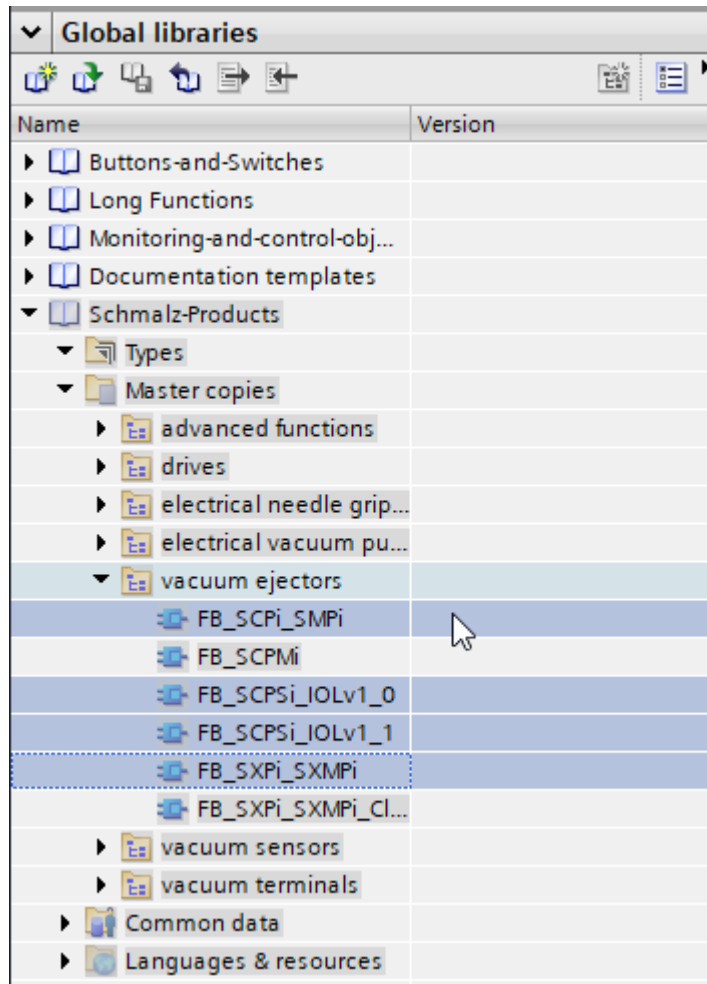 Global libraries
Name Version
Buttons-and-Switches
Long Functions
Monitoring-and-control-obj...
Documentation templates
Schmalz-Products
Types
Master copies
advanced functions
drives
electrical needle grip...
electrical vacuum pu...
vacuum ejectors
FB_SCPi_SMPi
FB_SCPMi
FB_SCPSi_IOLv1_0
FB_SCPSi_IOLv1_1
FB_SXPi_SXMPi
FB_SXPi_SXMPi_Cl...
vacuum sensors
vacuum terminals
Common data
Languages & resources